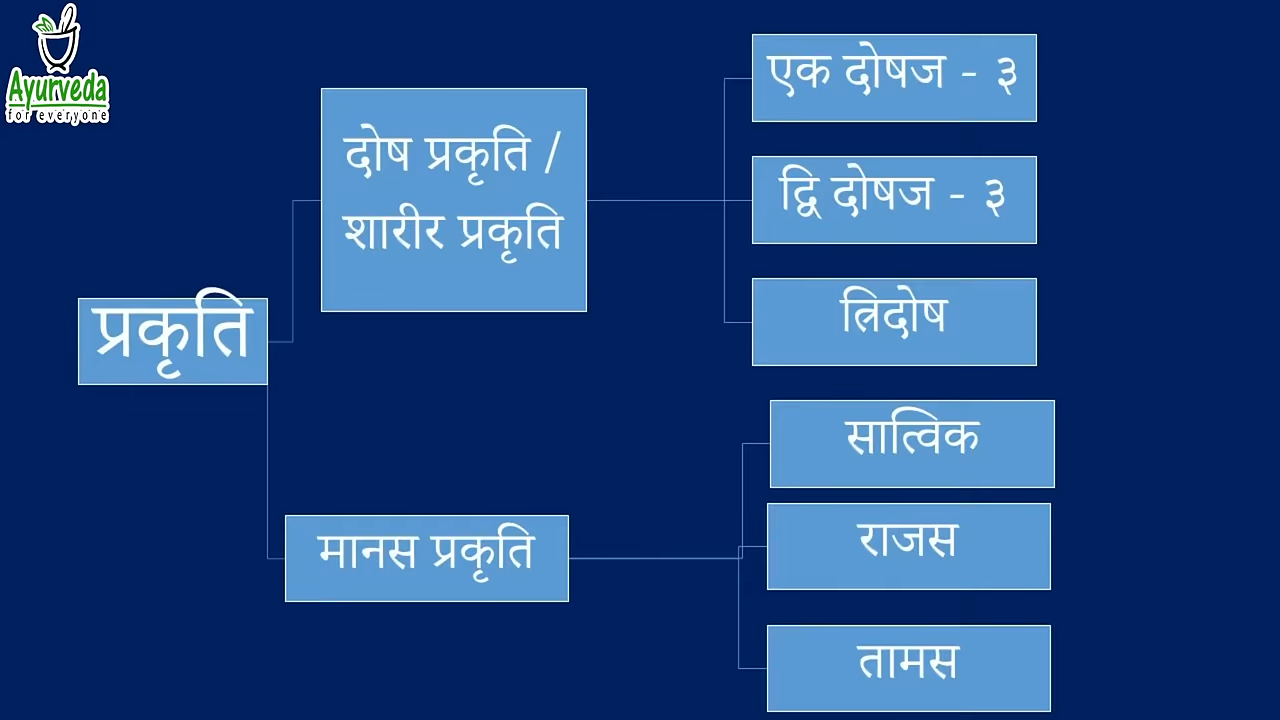 Ayurveda
for everyone
प्रकृति
दोष प्रकृति /
शारीर प्रकृति
एक दोषज - ३
द्वि दोषज - ३
त्रिदोष
मानस प्रकृति
सात्विक
राजस
तामस